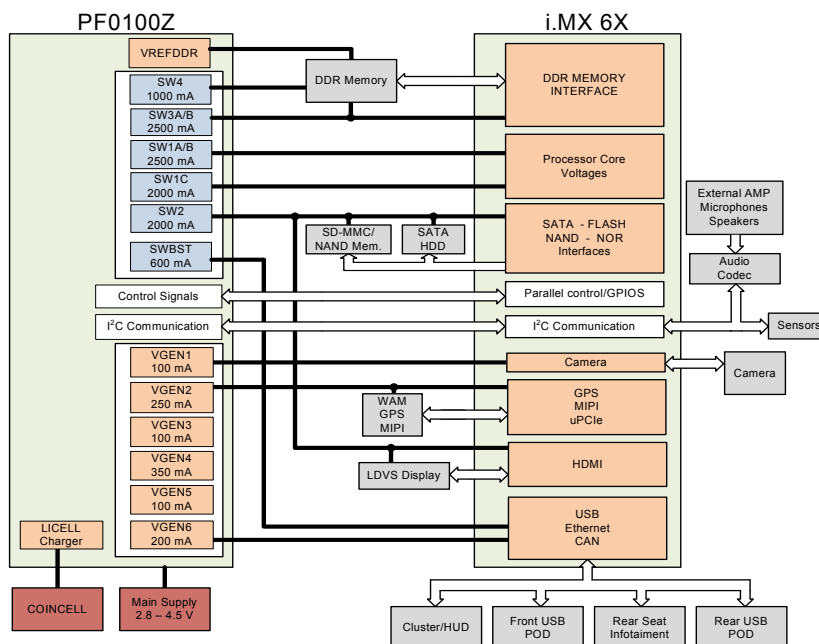 PF0100Z
i.MX 6X
VREFDDR
SW4
1000 mA
SW3A/B
2500 mA
SW1A/B
2500 mA
SW1C
2000 mA
SW2
2000 mA
SWBST
600 mA
Control Signals
I²C Communication
VGEN1
100 mA
VGEN2
250 mA
VGEN3
100 mA
VGEN4
350 mA
VGEN5
100 mA
VGEN6
200 mA
LICELL
Charger
COINCELL
Main Supply
2.8 – 4.5 V
DDR Memory
SD-MMC/
NAND Mem.
SATA
HDD
WAM
GPS
MIPI
LDVS Display
DDR MEMORY
INTERFACE
Processor Core
Voltages
SATA - FLASH
NAND - NOR
Interfaces
Parallel control/GPIOS
I²C Communication
Camera
GPS
MIPI
uPCIe
HDMI
USB
Ethernet
CAN
External AMP
Microphones
Speakers
Audio
Codec
Sensors
Camera
Cluster/HUD
Front USB
POD
Rear Seat
Infotaiment
Rear USB
POD